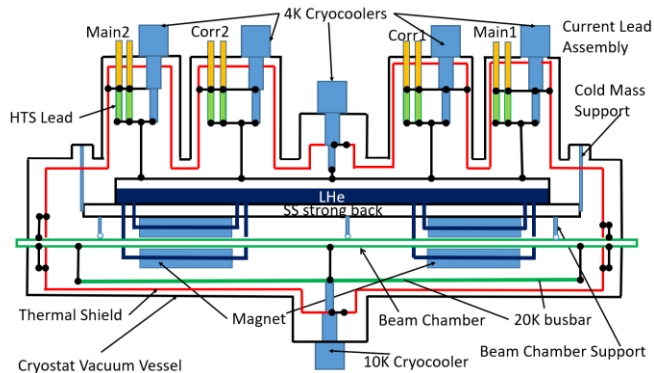 4K Cryocoolers
Current Lead
Assembly
Main2
Corr2
Corr1
Main1
Cold Mass
Support
HTS Lead
LHe
SS strong back
Thermal Shield
Magnet
Beam Chamber
20K busbar
Cryostat Vacuum Vessel
10K Cryocooler
Beam Chamber Support